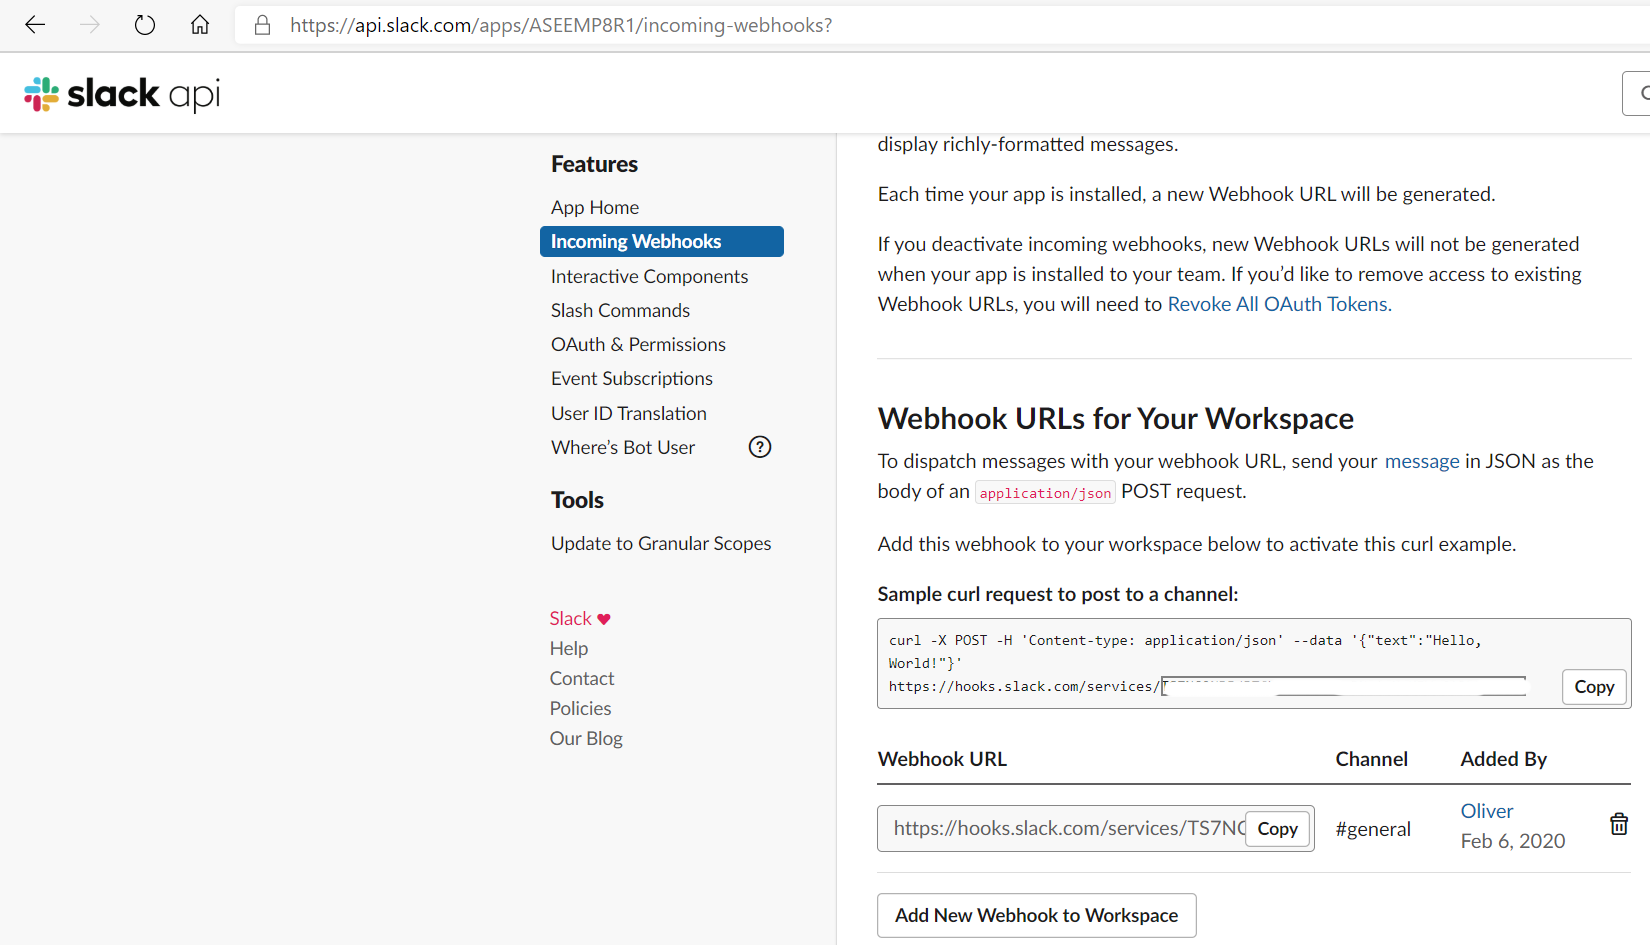 https://api.slack.com/apps/ASEEMP8R1/incoming-webhooks?
slack api
Features
App Home
Incoming Webhooks
Interactive Components
Slash Commands
OAuth & Permissions
Event Subscriptions
User ID Translation
Where's Bot User ?
Tools
Update to Granular Scopes
Slack ♥
Help
Contact
Policies
Our Blog
display richly-formatted messages.
Each time your app is installed, a new Webhook URL will be generated.
If you deactivate incoming webhooks, new Webhook URLs will not be generated
when your app is installed to your team. If you'd like to remove access to existing
Webhook URLs, you will need to Revoke All OAuth Tokens.
Webhook URLs for Your Workspace
To dispatch messages with your webhook URL, send your message in JSON as the
body of an application/json POST request.
Add this webhook to your workspace below to activate this curl example.
Sample curl request to post to a channel:
curl -X POST -H 'Content-type: application/json' --data '{"text":"Hello,
World!"}'
https://hooks.slack.com/services/
Copy
Webhook URL Channel Added By
https://hooks.slack.com/services/TS7N Copy #general Oliver
Feb 6, 2020
Add New Webhook to Workspace